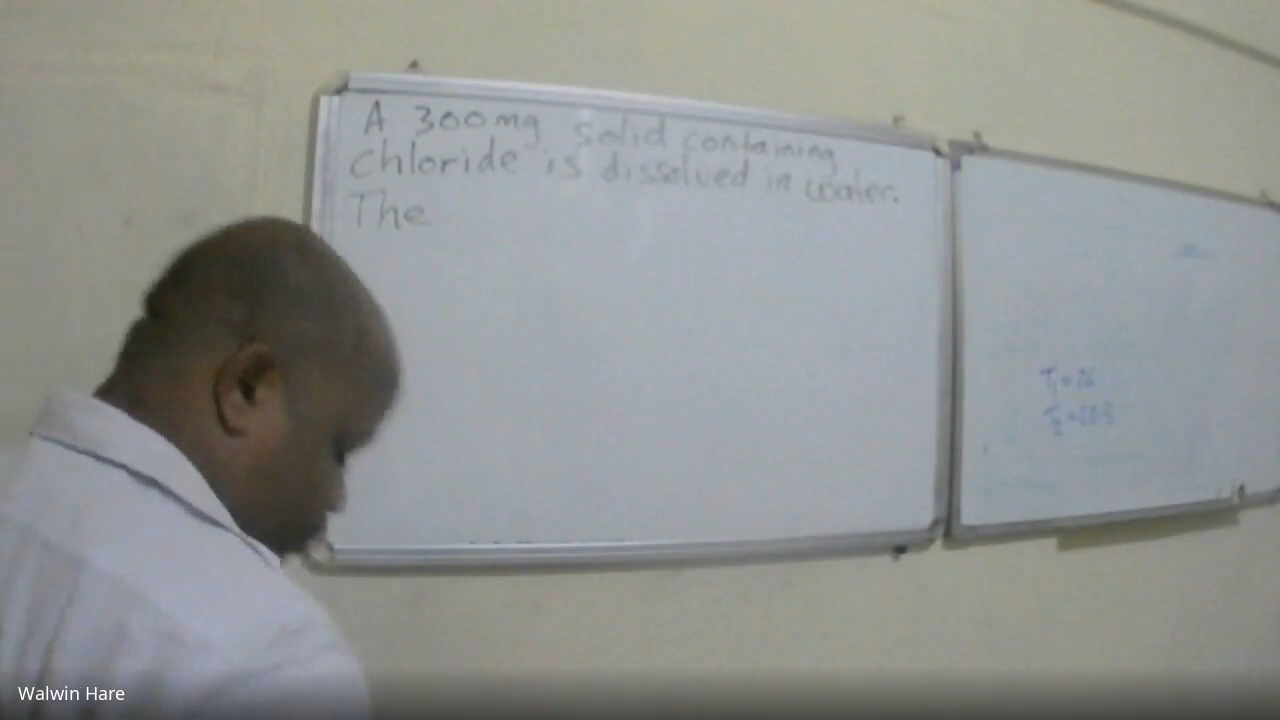 A 300mg solid containing
chloride is dissolved in water.
The
Walwin Hare